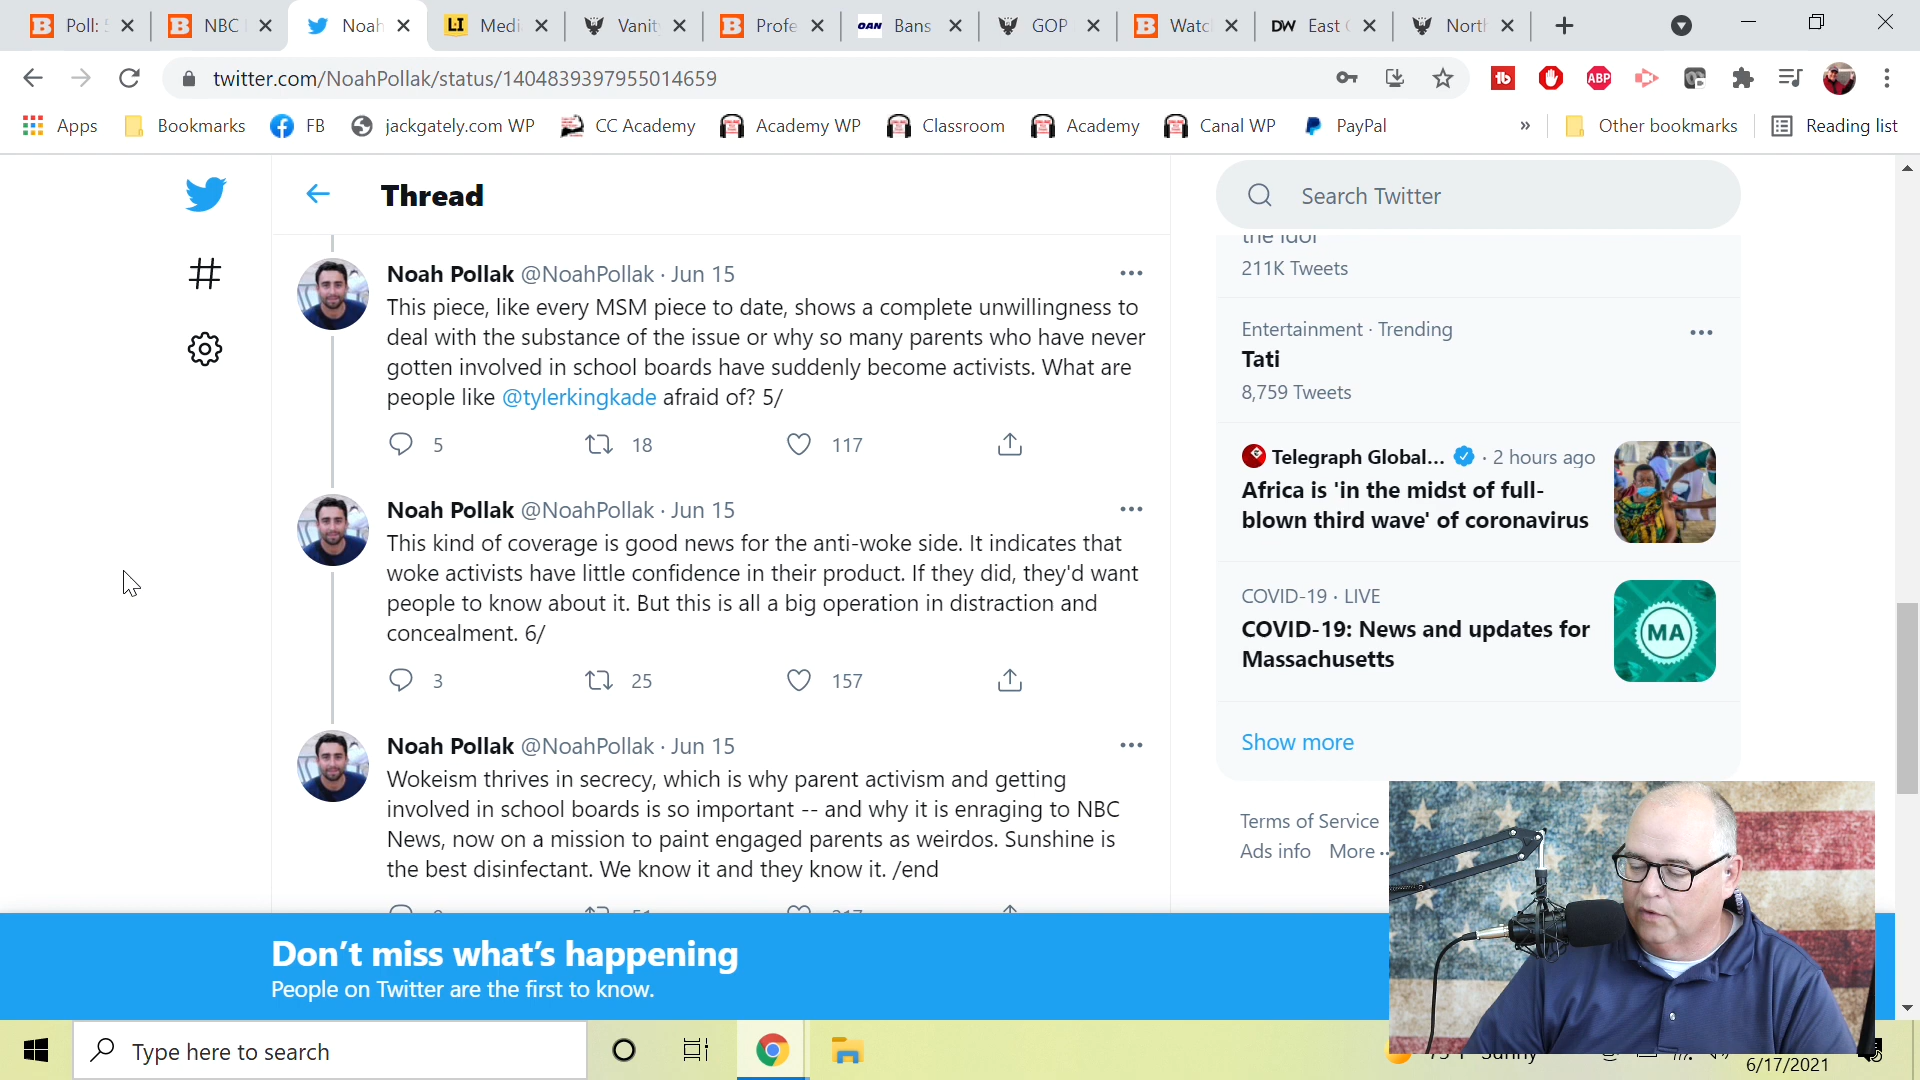 Poll:
NBC
Noah
Medi
Vanit
Profe
OAN Bans
GOP
Watc
DW East
Nort
twitter.com/NoahPollak/status/1404839397955014659
ABP
Apps
Bookmarks
FB
jackgately.com WP
CC Academy
Academy WP
Classroom
Academy
Canal WP
PayPal
»
Other bookmarks
Reading list
Thread
Search Twitter
Noah Pollak @NoahPollak · Jun 15
This piece, like every MSM piece to date, shows a complete unwillingness to
deal with the substance of the issue or why so many parents who have never
gotten involved in school boards have suddenly become activists. What are
people like @tylerkingkade afraid of? 5/
5 18 117
Noah Pollak @NoahPollak · Jun 15
This kind of coverage is good news for the anti-woke side. It indicates that
woke activists have little confidence in their product. If they did, they'd want
people to know about it. But this is all a big operation in distraction and
concealment. 6/
3 25 157
Noah Pollak @NoahPollak · Jun 15
Wokeism thrives in secrecy, which is why parent activism and getting
involved in school boards is so important -- and why it is enraging to NBC
News, now on a mission to paint engaged parents as weirdos. Sunshine is
the best disinfectant. We know it and they know it. /end
the idol
211K Tweets
Entertainment · Trending
Tati
8,759 Tweets
Telegraph Global... · 2 hours ago
Africa is 'in the midst of full-
blown third wave' of coronavirus
COVID-19 · LIVE
COVID-19: News and updates for
Massachusetts
MA
Show more
Terms of Service
Ads info More
Don't miss what's happening
People on Twitter are the first to know.
Type here to search
Sunny
6/17/2021